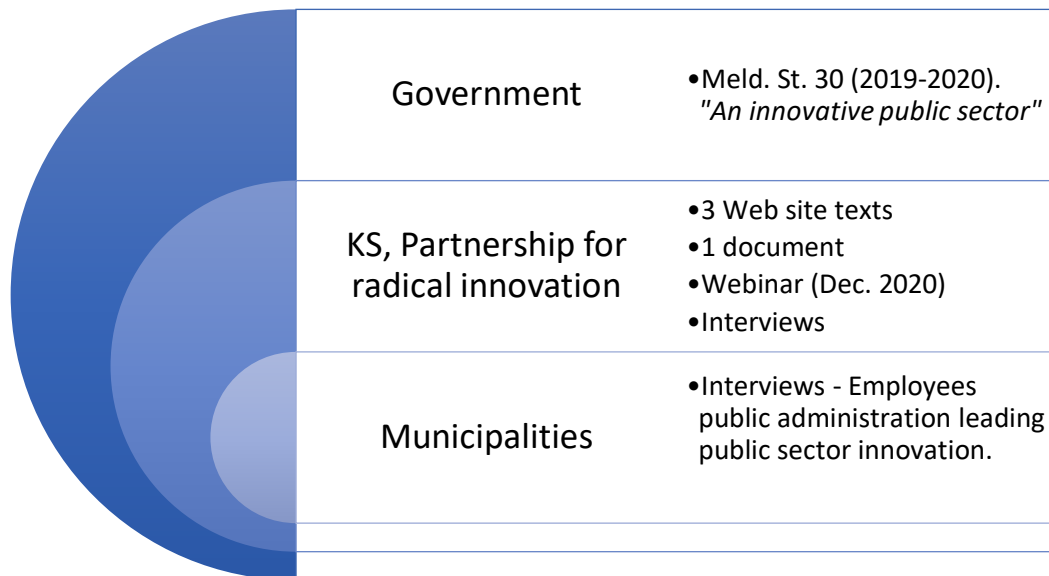 Government
•Meld. St. 30 (2019-2020).
"An innovative public sector"
KS, Partnership for
radical innovation
•3 Web site texts
•1 document
•Webinar (Dec. 2020)
•Interviews
Municipalities
•Interviews - Employees
public administration leading
public sector innovation.